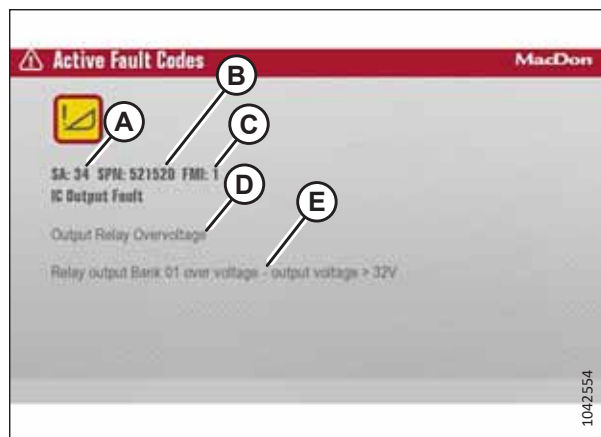 Active Fault Codes MacDon
B
A
C
SA: 34 SPN: 521520 FMI: 1
IC Output Fault
D
Output Relay Overvoltage
E
Relay output Bank 01 over voltage - output voltage > 32V
1042554